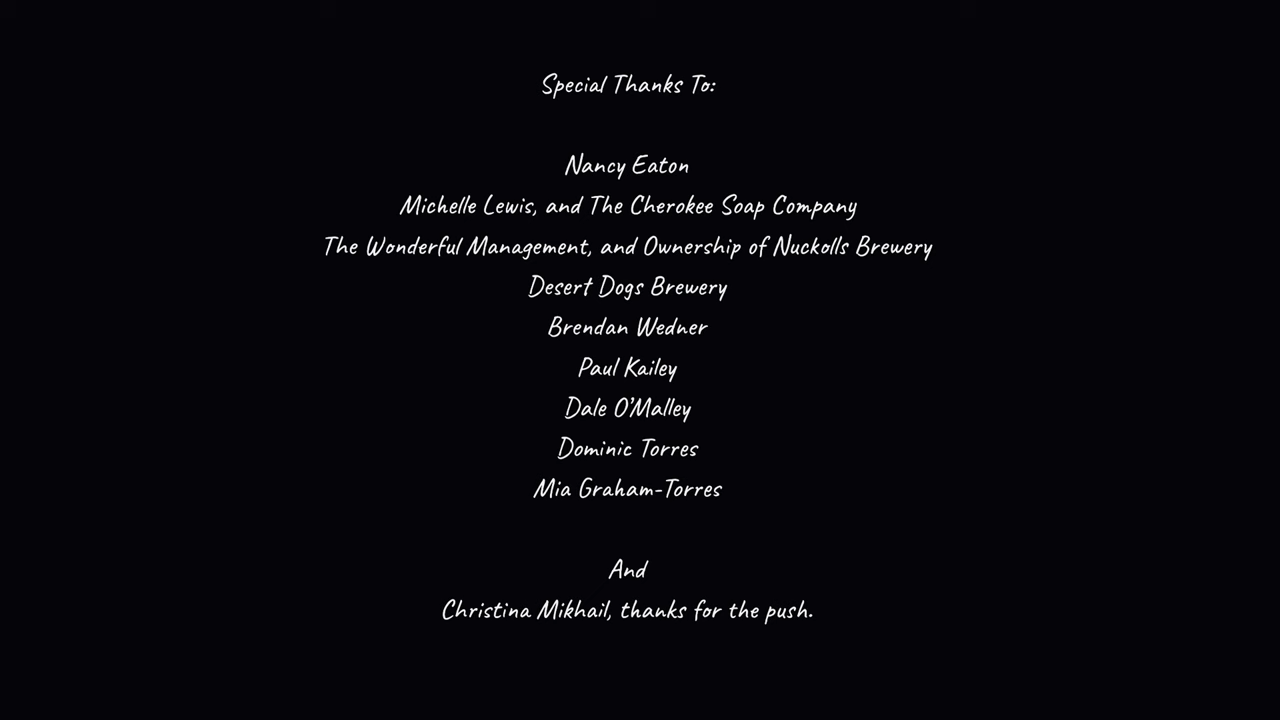 Special Thanks To:
Nancy Eaton
Michelle Lewis, and The Cherokee Soap Company
The Wonderful Management, and Ownership of Nuckolls Brewery
Desert Dogs Brewery
Brendan Wedner
Paul Kailey
Dale O'Malley
Dominic Torres
Mia Graham-Torres
And
Christina Mikhail, thanks for the push.